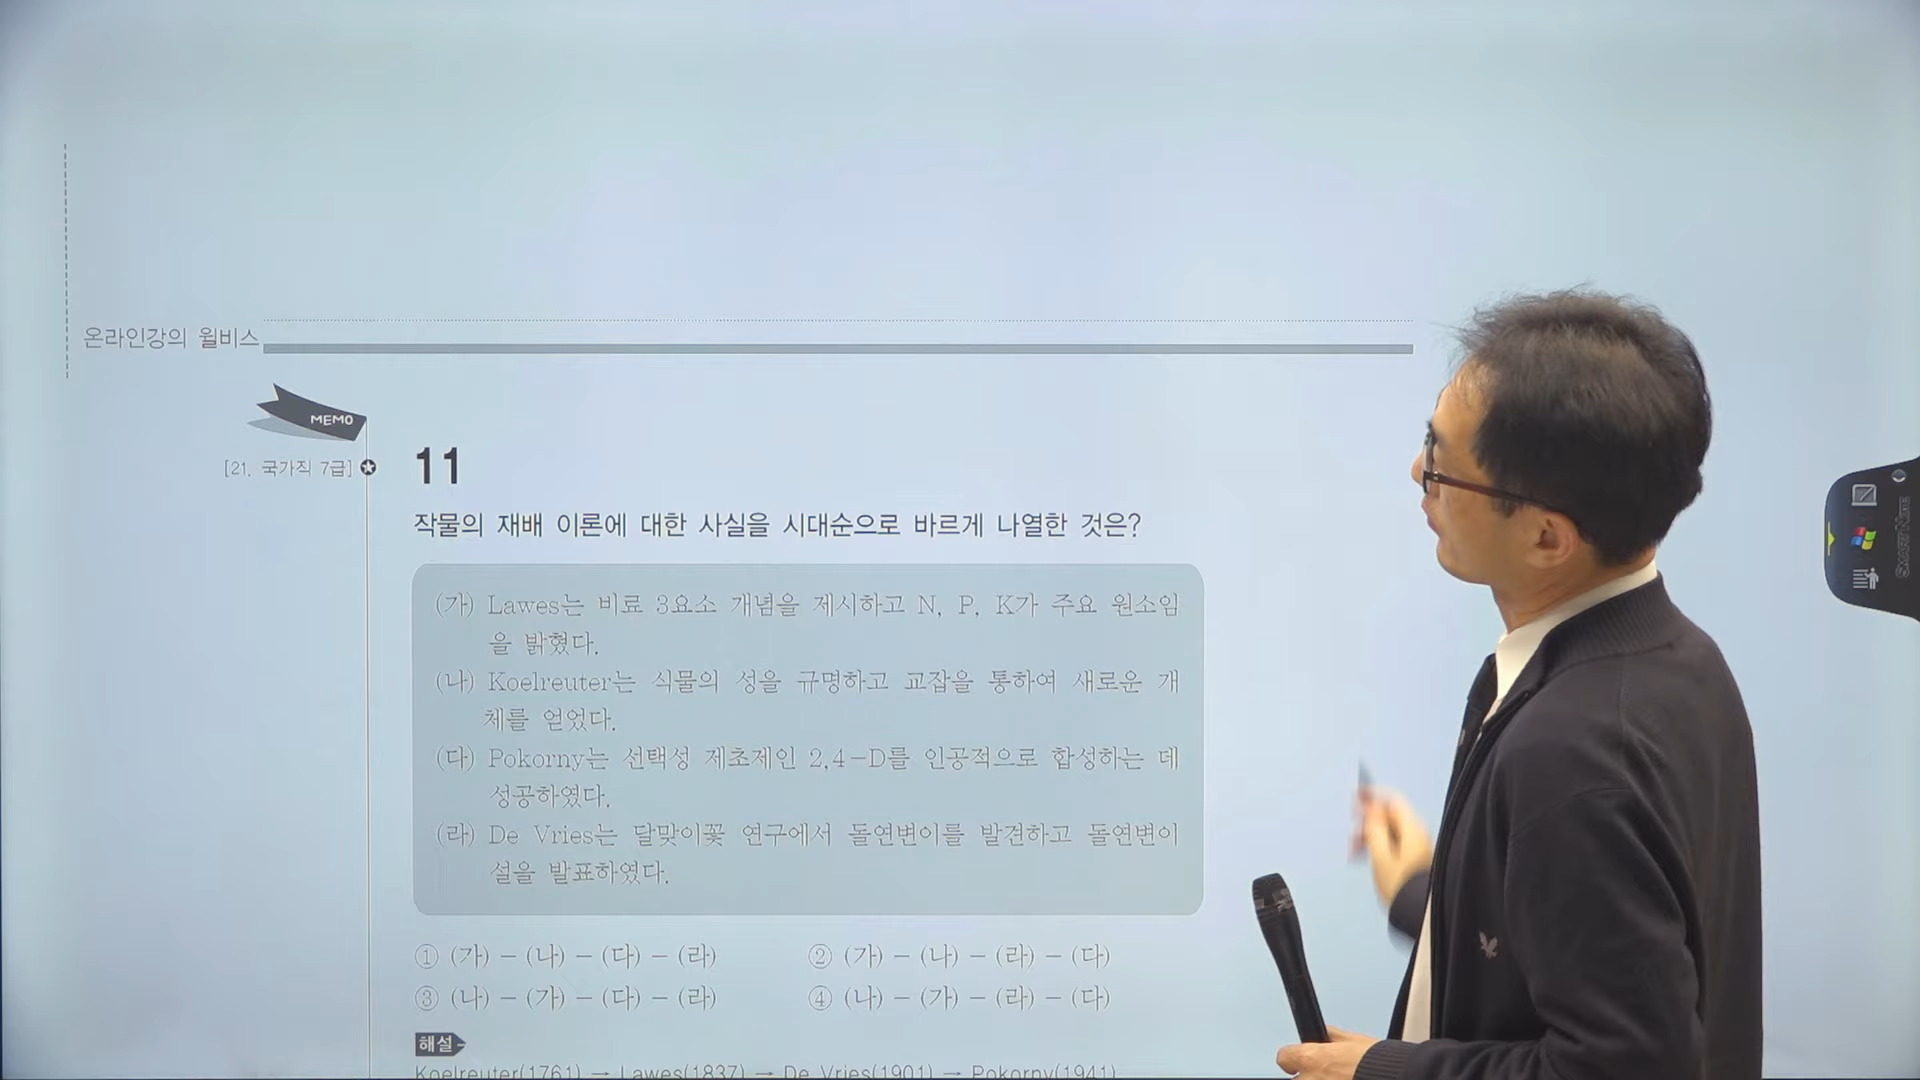 온라인강의 윌비스
MEMO
[21. 국가직 7급]
11
작물의 재배 이론에 대한 사실을 시대순으로 바르게 나열한 것은?
(가) Lawes는 비료 3요소 개념을 제시하고 N, P, K가 주요 원소임
을 밝혔다.
(나) Koelreuter는 식물의 성을 규명하고 교잡을 통하여 새로운 개
체를 얻었다.
(다) Pokorny는 선택성 제초제인 2,4-D를 인공적으로 합성하는 데
성공하였다.
(라) De Vries는 달맞이꽃 연구에서 돌연변이를 발견하고 돌연변이
설을 발표하였다.
① (가) - (나) - (다) - (라) ② (가) - (나) - (라) - (다)
③ (나) - (가) - (다) - (라) ④ (나) - (가) - (라) - (다)
해설
Koelreuter(1761) → Lawes(1837) → De Vries(1901) → Pokorny(1941)
SMART NOTE